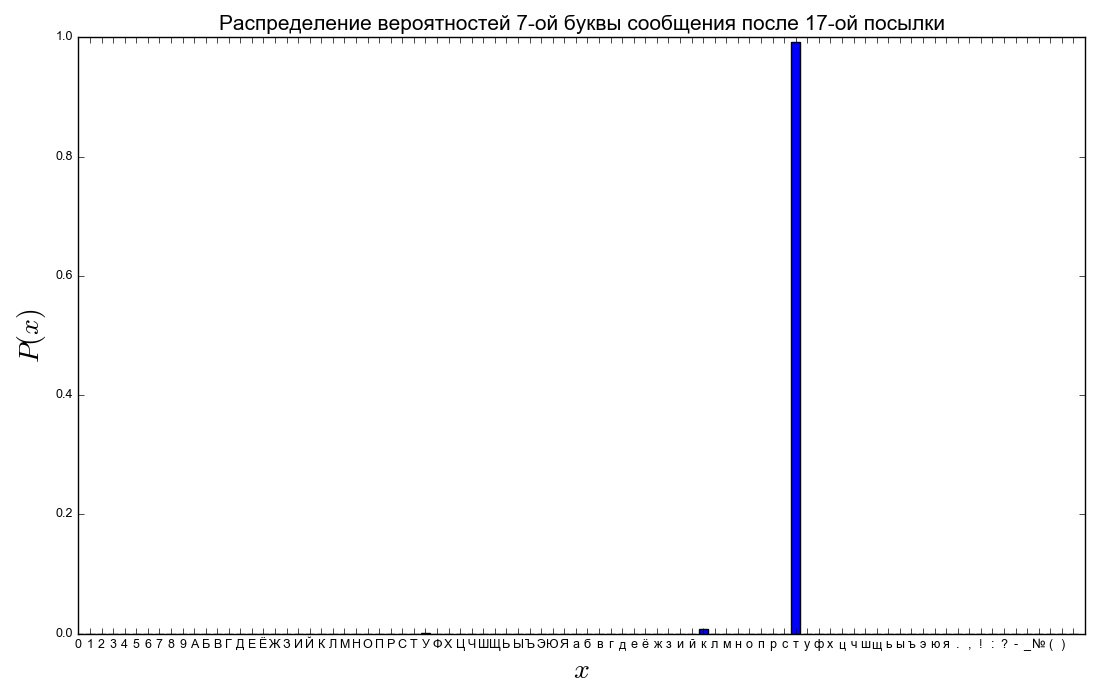 Распределение вероятностей 7-ой буквы сообщения после 17-ой посылки
1.0
0.8
0.6
0.4
0.2
0.0
P(x)
0 1 2 3 4 5 6 7 8 9 А Б В Г Д Е Ё Ж З И Й К Л М Н О П Р С Т У Ф Х Ц Ч Ш Щ Ь Ы Ъ Э Ю Я а б в г д е ё ж з и й к л м н о п р с т у ф х ц ч ш щ ь ы ъ э ю я . , ! : ? - _ № ( )
x